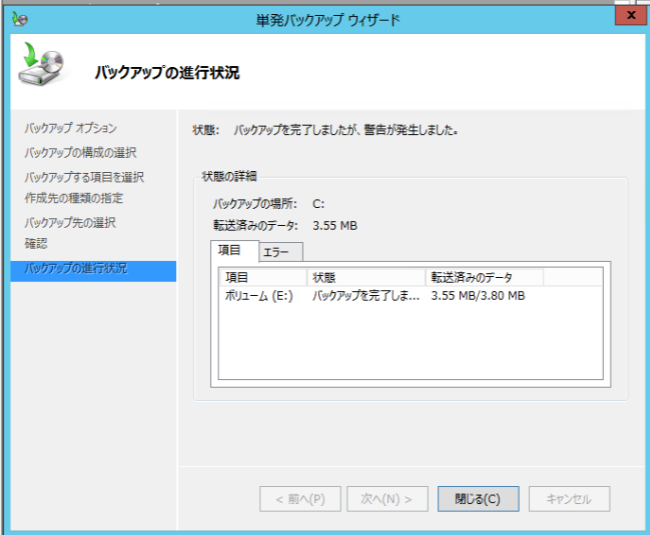 単発バックアップ ウィザード
x
バックアップの進行状況
バックアップ オプション
バックアップの構成の選択
バックアップする項目を選択
作成先の種類の指定
バックアップ先の選択
確認
バックアップの進行状況
状態: バックアップを完了しましたが、警告が発生しました。
状態の詳細
バックアップの場所: C:
転送済みのデータ: 3.55 MB
項目 エラー
項目 状態 転送済みのデータ
ボリューム (E:) バックアップを完了しま... 3.55 MB/3.80 MB
< 前へ(P) 次へ(N) > 閉じる(C) キャンセル